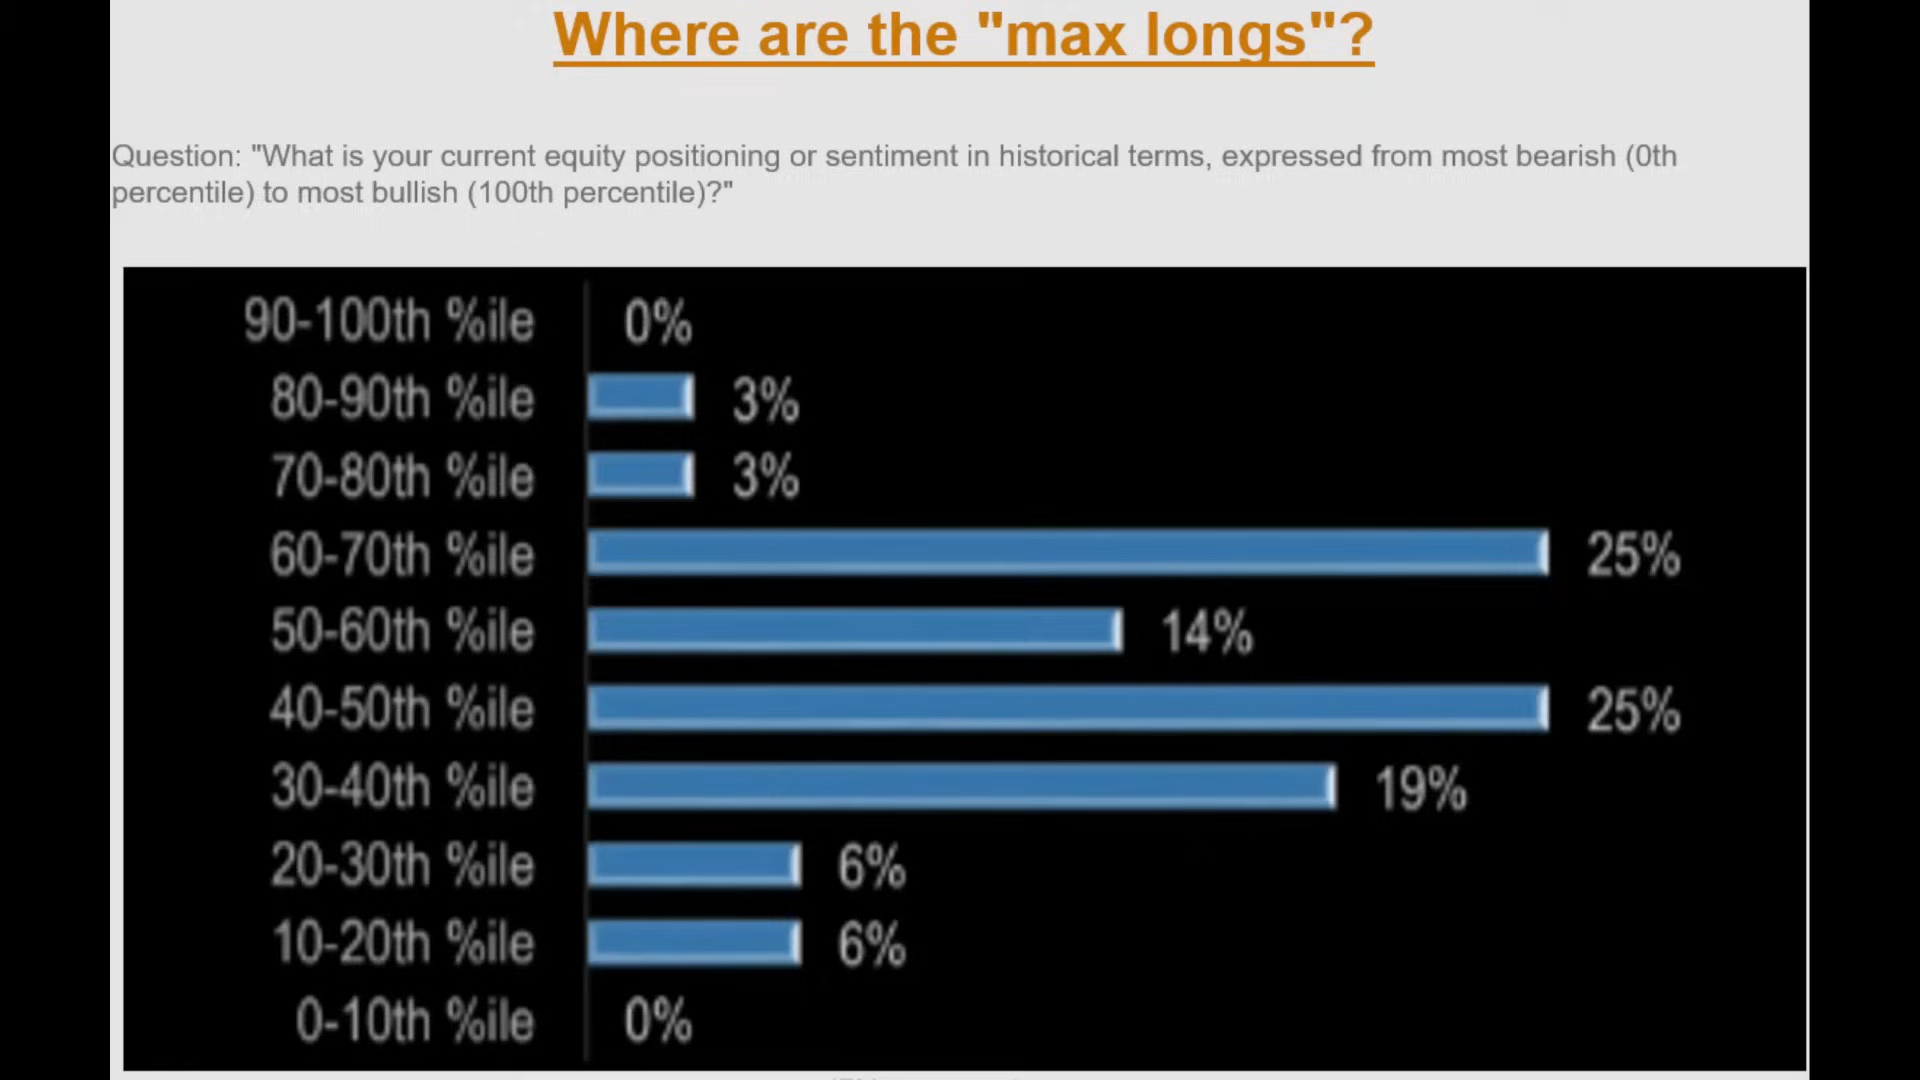 Where are the "max longs"?
Question: "What is your current equity positioning or sentiment in historical terms, expressed from most bearish (0th
percentile) to most bullish (100th percentile)?"
90-100th %ile 0%
80-90th %ile 3%
70-80th %ile 3%
60-70th %ile 25%
50-60th %ile 14%
40-50th %ile 25%
30-40th %ile 19%
20-30th %ile 6%
10-20th %ile 6%
0-10th %ile 0%